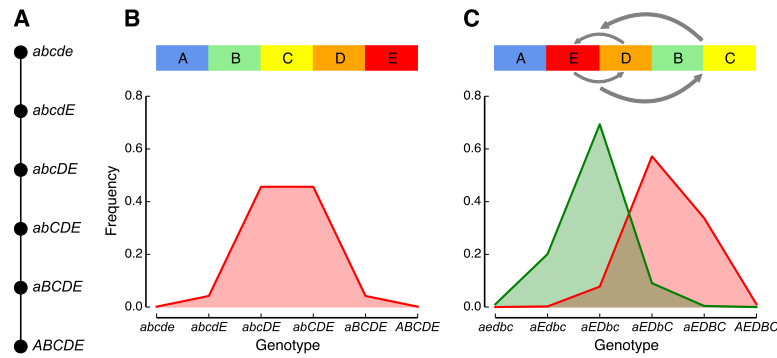 A
abcde
abcdE
abcDE
abCDE
aBCDE
ABCDE
B
A B C D E
Frequency
0.8
0.6
0.4
0.2
0.0
abcde abcdE abcDE abCDE aBCDE ABCDE
Genotype
C
A E D B C
0.8
0.6
0.4
0.2
0.0
aedbc aEdbc aEDbc aEDbC aEDBC AEDBC
Genotype